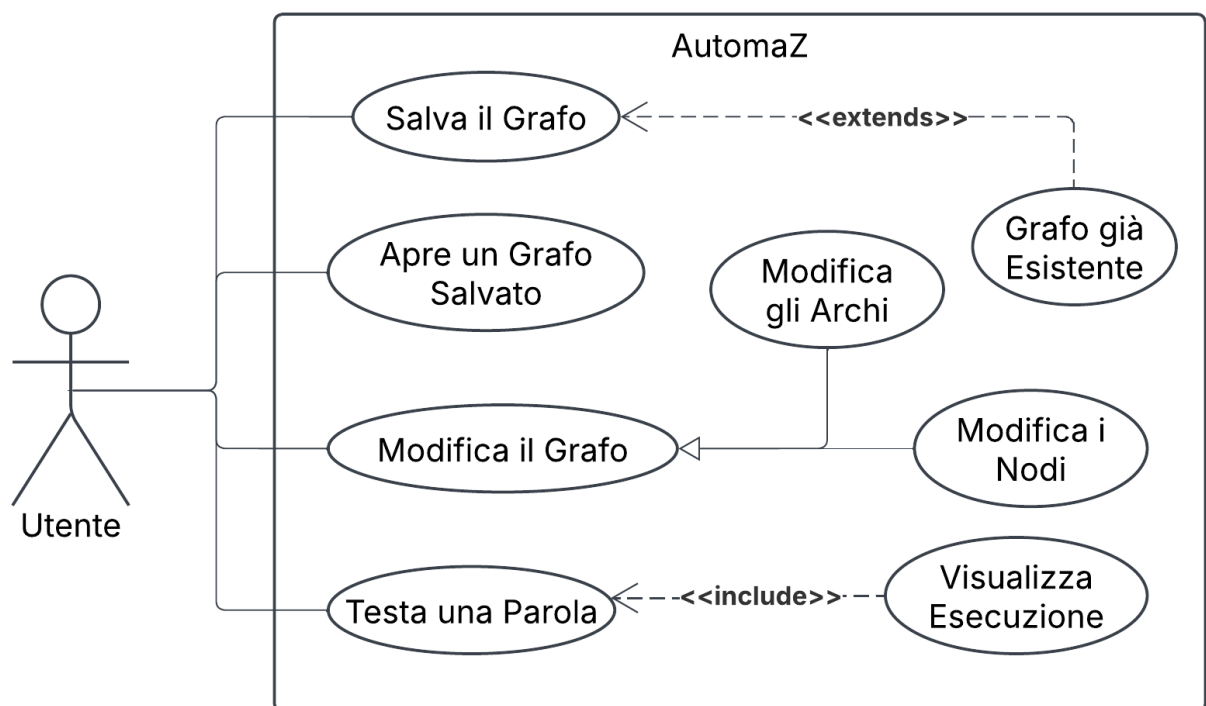 AutomaZ
Salva il Grafo
<<extends>>
Grafo già
Esistente
Apre un Grafo
Salvato
Modifica
gli Archi
Modifica il Grafo
Modifica i
Nodi
Utente
Testa una Parola
<<include>>
Visualizza
Esecuzione